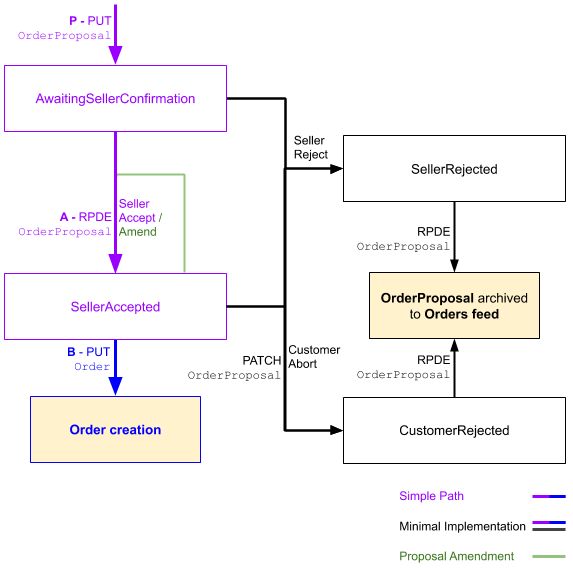 P - PUT
OrderProposal
AwaitingSellerConfirmation
Seller
Reject
SellerRejected
A - RPDE
OrderProposal
Seller
Accept /
Amend
RPDE
OrderProposal
SellerAccepted
OrderProposal archived
to Orders feed
B - PUT
Order
PATCH
OrderProposal
Customer
Abort
RPDE
OrderProposal
Order creation
CustomerRejected
Simple Path
Minimal Implementation
Proposal Amendment